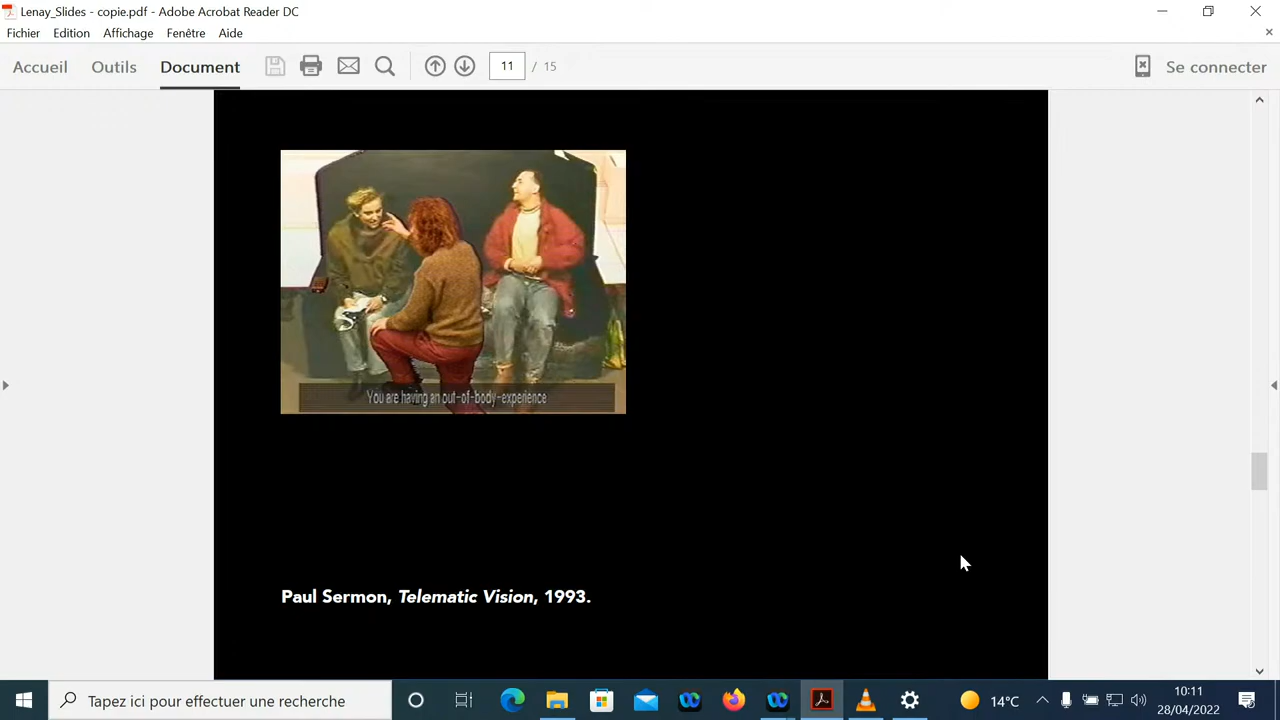 Lenay_Slides - copie.pdf - Adobe Acrobat Reader DC
Fichier Edition Affichage Fenêtre Aide
Accueil Outils Document 11 / 15 Se connecter
You are having an out-of-body-experience
Paul Sermon, Telematic Vision, 1993.
Tapez ici pour effectuer une recherche
14°C
10:11
28/04/2022